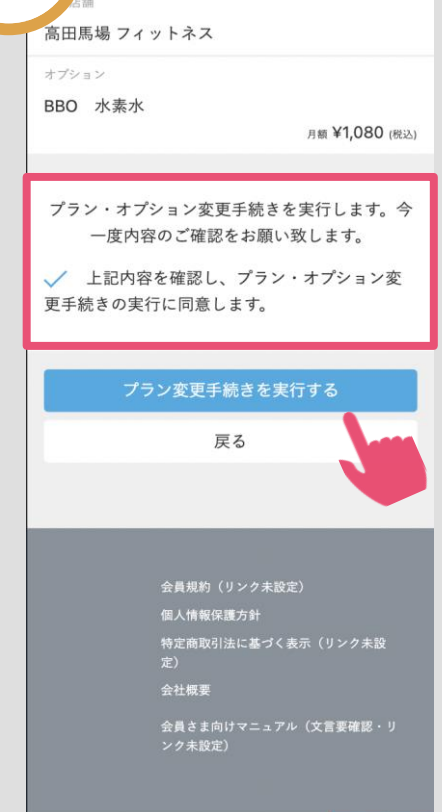 店舗
高田馬場 フィットネス
オプション
BBO 水素水
月額 ¥1,080 (税込)
プラン・オプション変更手続きを実行します。今
一度内容のご確認をお願い致します。
上記内容を確認し、プラン・オプション変
更手続きの実行に同意します。
プラン変更手続きを実行する
戻る
会員規約（リンク未設定）
個人情報保護方針
特定商取引法に基づく表示（リンク未設
定）
会社概要
会員さま向けマニュアル（文言要確認・リ
ンク未設定）